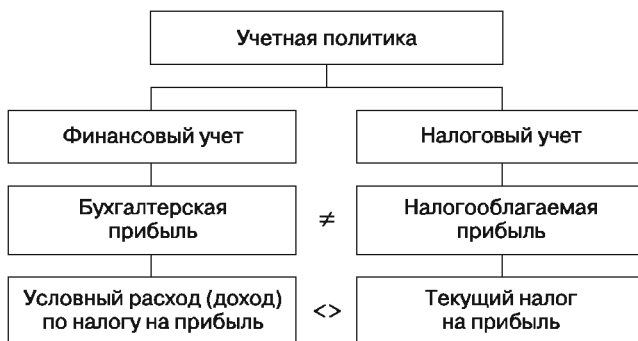 Учетная политика
Финансовый учет
Налоговый учет
Бухгалтерская
прибыль
≠
Налогооблагаемая
прибыль
Условный расход (доход)
по налогу на прибыль
<>
Текущий налог
на прибыль